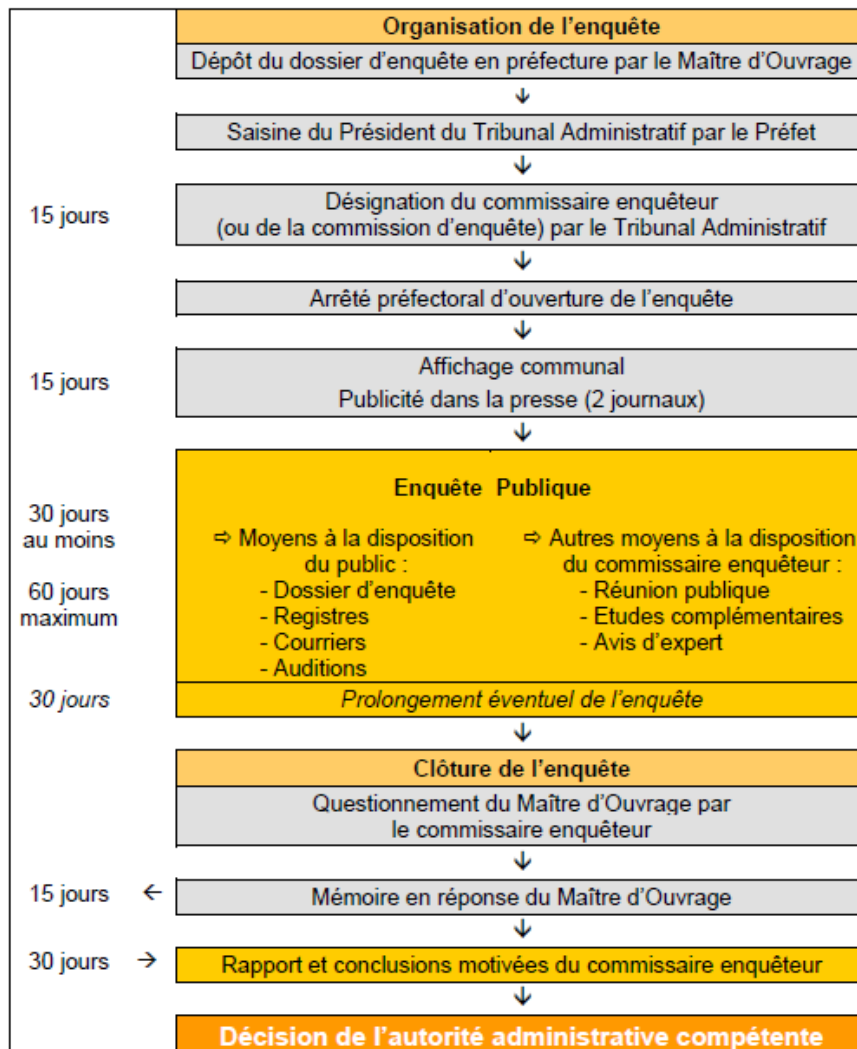 Organisation de l'enquête
Dépôt du dossier d'enquête en préfecture par le Maître d'Ouvrage
↓
Saisine du Président du Tribunal Administratif par le Préfet
↓
15 jours
Désignation du commissaire enquêteur
(ou de la commission d'enquête) par le Tribunal Administratif
↓
Arrêté préfectoral d'ouverture de l'enquête
↓
15 jours
Affichage communal
Publicité dans la presse (2 journaux)
↓
30 jours
au moins
60 jours
maximum
Enquête Publique
⇨ Moyens à la disposition
du public :
- Dossier d'enquête
- Registres
- Courriers
- Auditions
⇨ Autres moyens à la disposition
du commissaire enquêteur :
- Réunion publique
- Etudes complémentaires
- Avis d'expert
30 jours
Prolongement éventuel de l'enquête
↓
Clôture de l'enquête
Questionnement du Maître d'Ouvrage par
le commissaire enquêteur
↓
15 jours ←
Mémoire en réponse du Maître d'Ouvrage
↓
30 jours →
Rapport et conclusions motivées du commissaire enquêteur
↓
Décision de l'autorité administrative compétente